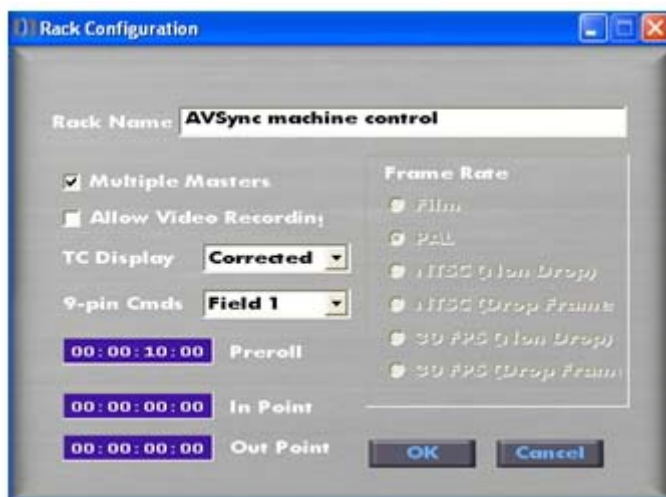 Rack Configuration
Rack Name AVSync machine control
Multiple Masters
Allow Video Recording
TC Display Corrected
9-pin Cmds Field 1
00:00:10:00 Preroll
00:00:00:00 In Point
00:00:00:00 Out Point
Frame Rate
Film
PAL
NTSC (Non Drop)
NTSC (Drop Frame
30 FPS (Non Drop)
30 FPS (Drop Fram
OK Cancel